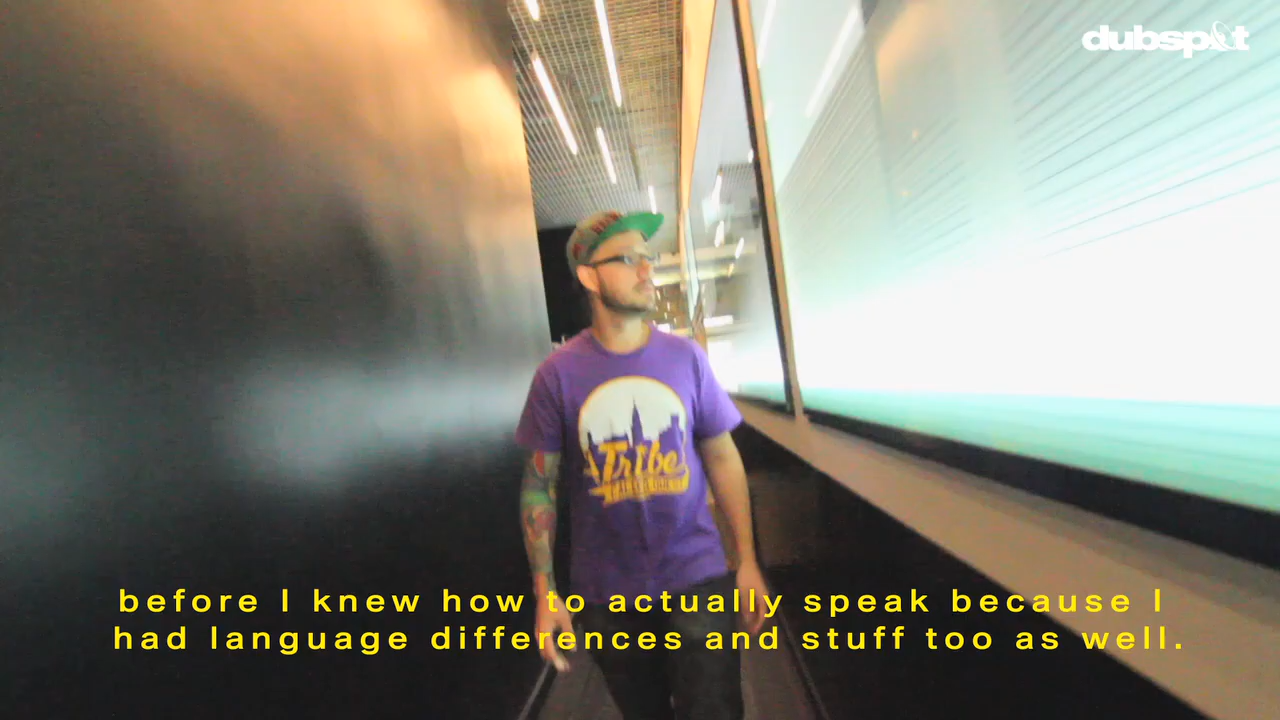 dubspot
Tribe
before I knew how to actually speak because I
had language differences and stuff too as well.